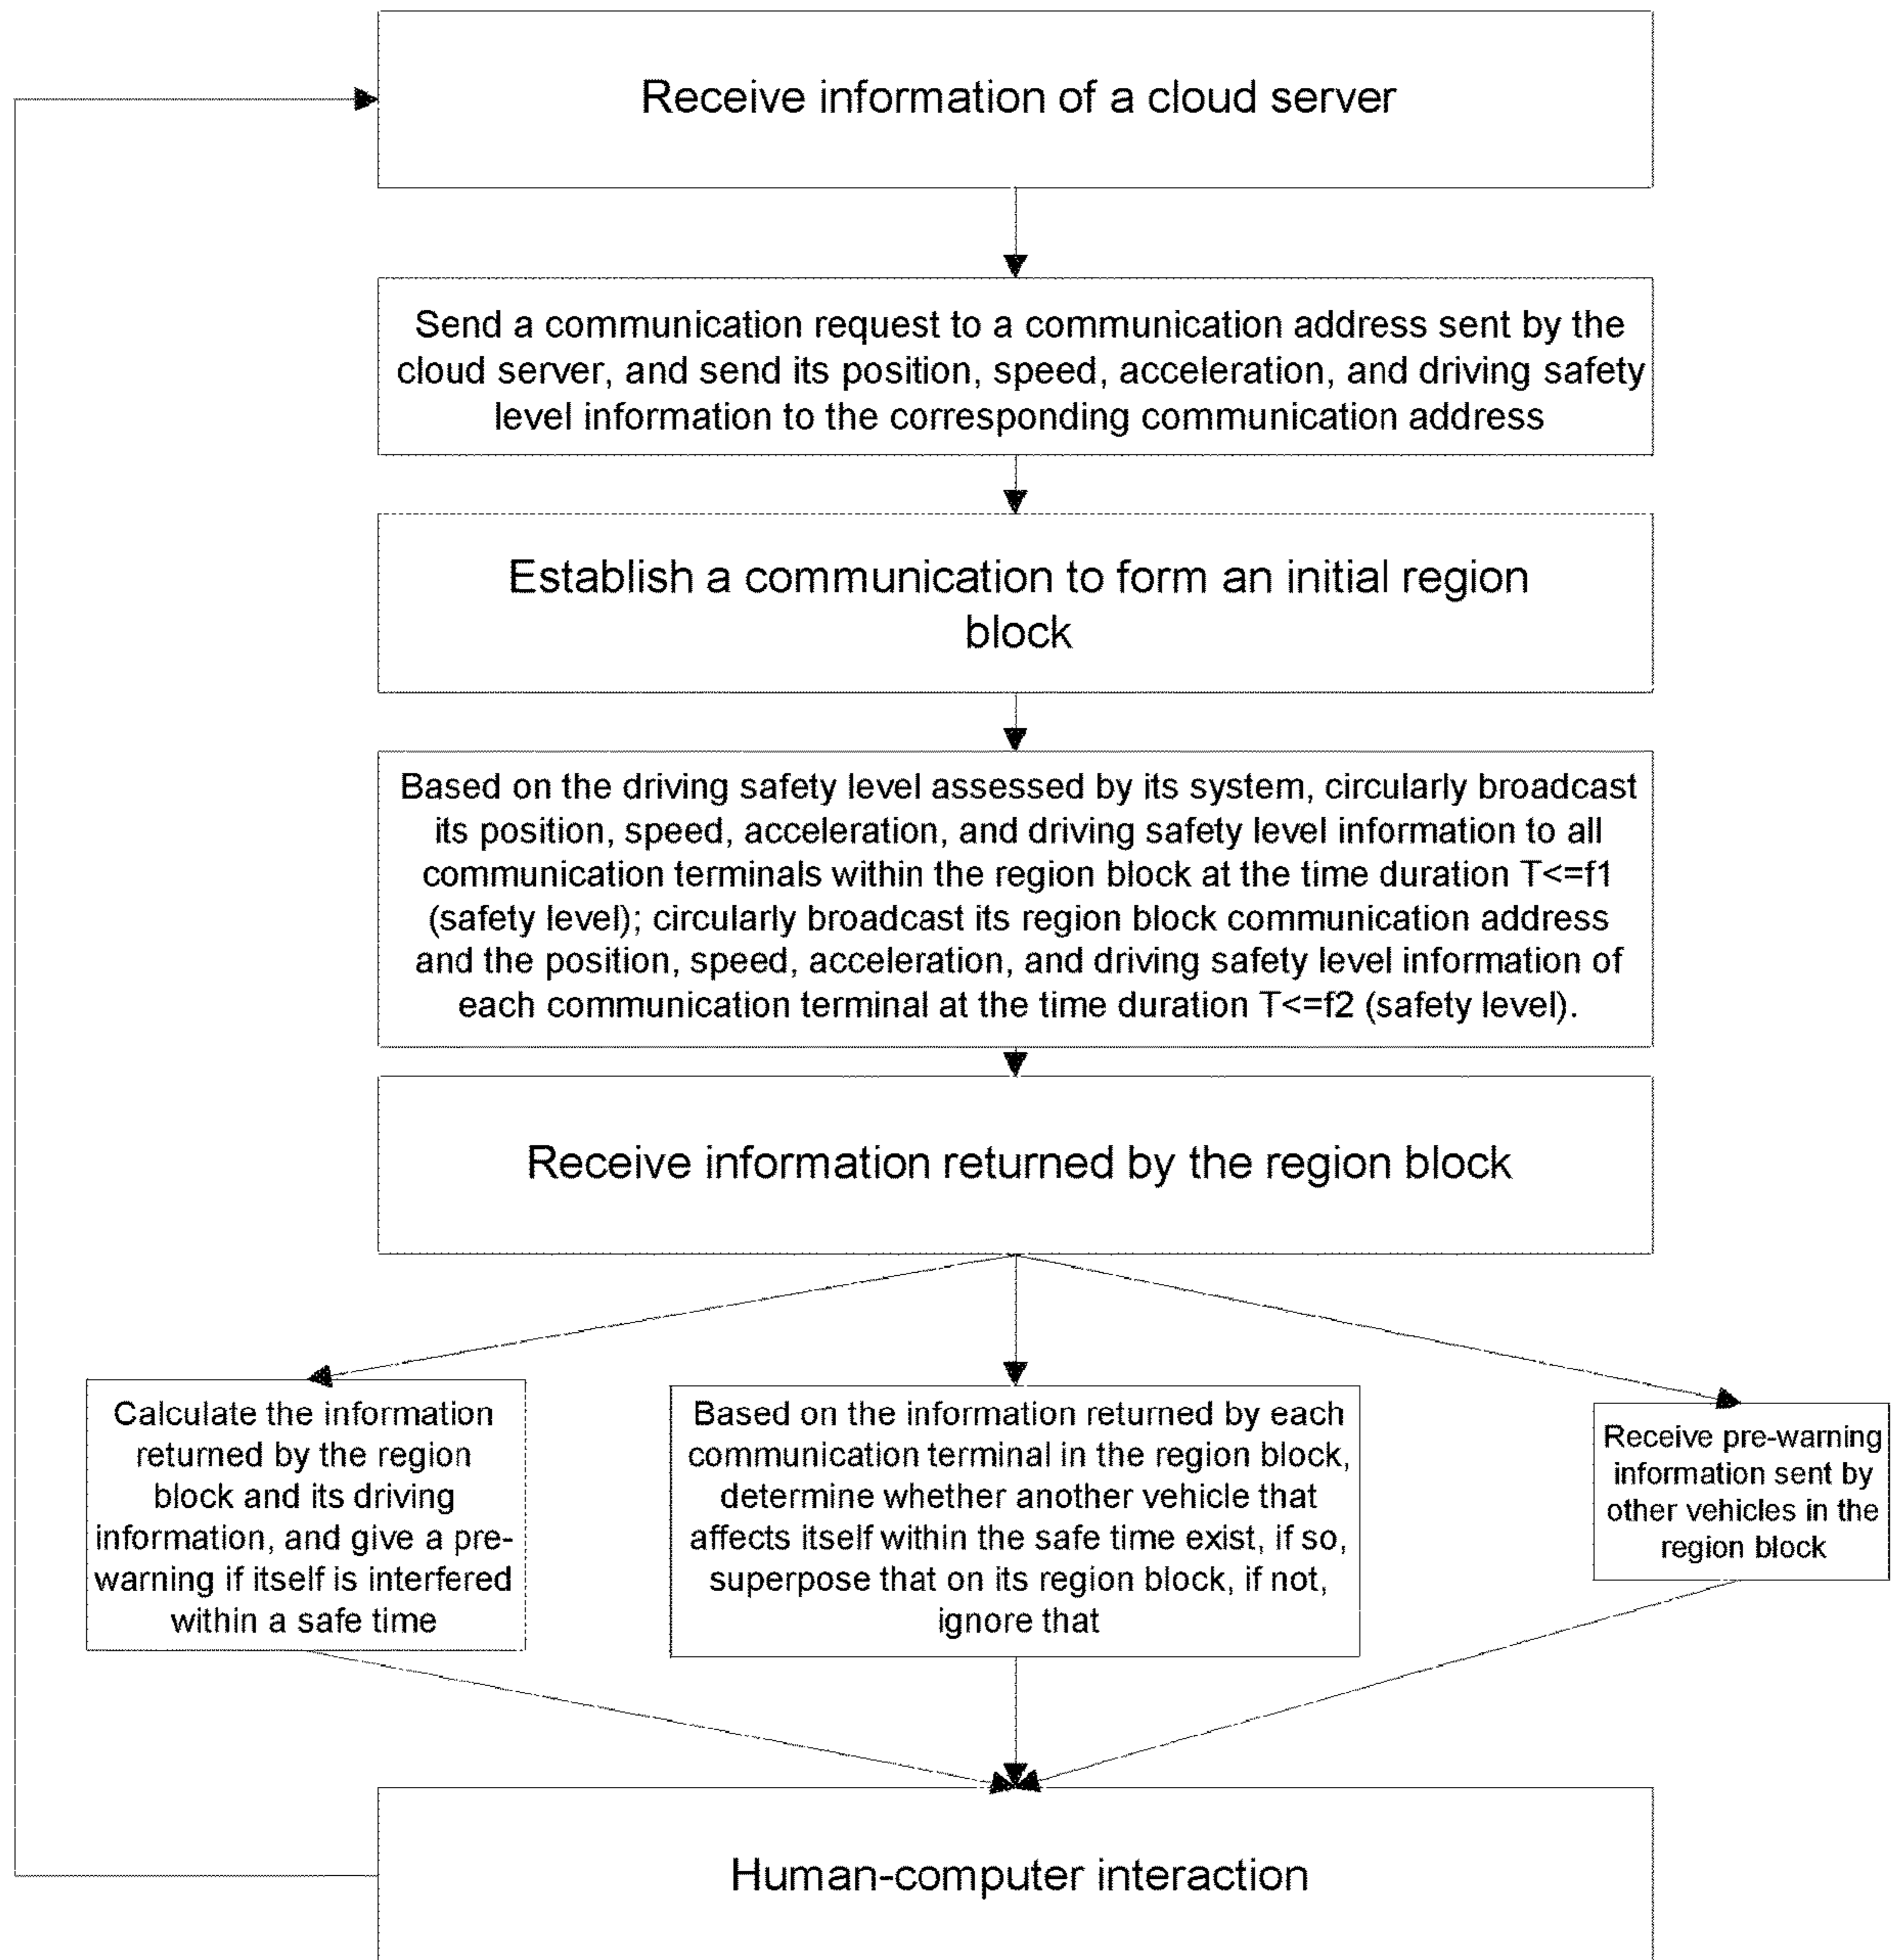 Receive information of a cloud server
Send a communication request to a communication address sent by the
cloud server, and send its position, speed, acceleration, and driving safety
level information to the corresponding communication address
Establish a communication to form an initial region
block
Based on the driving safety level assessed by its system, circularly broadcast
its position, speed, acceleration, and driving safety level information to all
communication terminals within the region block at the time duration T<=f1
(safety level); circularly broadcast its region block communication address
and the position, speed, acceleration, and driving safety level information of
each communication terminal at the time duration T<=f2 (safety level).
Receive information returned by the region block
Calculate the information
returned by the region
block and its driving
information, and give a pre-
warning if itself is interfered
within a safe time
Based on the information returned by each
communication terminal in the region block,
determine whether another vehicle that
affects itself within the safe time exist, if so,
superpose that on its region block, if not,
ignore that
Receive pre-warning
information sent by
other vehicles in the
region block
Human-computer interaction